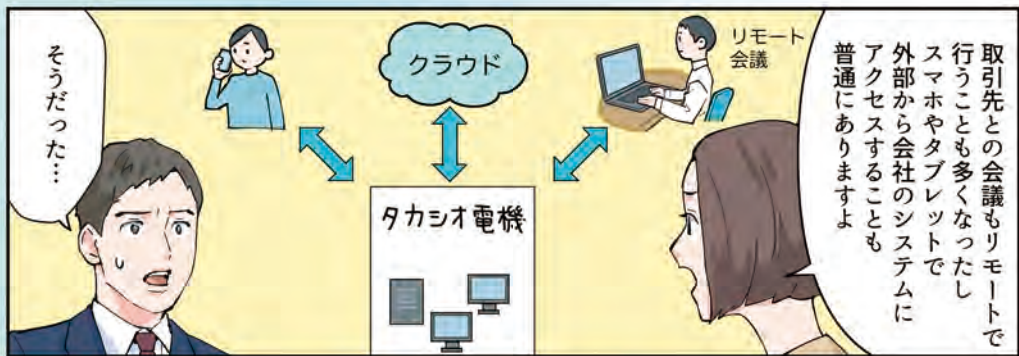 取引先との会議もリモートで
行うことも多くなったし
スマホやタブレットで
外部から会社のシステムに
アクセスすることも
普通にありますよ
リモート
会議
クラウド
タカシオ電機
そうだった…